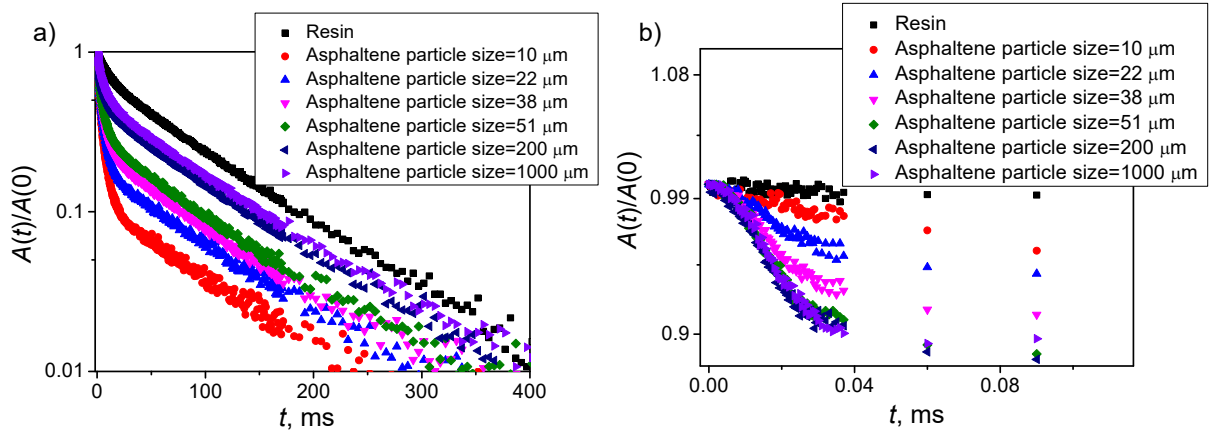 a)
Resin
Asphaltene particle size=10 μm
Asphaltene particle size=22 μm
Asphaltene particle size=38 μm
Asphaltene particle size=51 μm
Asphaltene particle size=200 μm
Asphaltene particle size=1000 μm
1
0.1
0.01
A(t)/A(0)
0
100
200
300
400
t, ms
b)
Resin
Asphaltene particle size=10 μm
Asphaltene particle size=22 μm
Asphaltene particle size=38 μm
Asphaltene particle size=51 μm
Asphaltene particle size=200 μm
Asphaltene particle size=1000 μm
1.08
0.99
0.9
A(t)/A(0)
0.00
0.04
0.08
t, ms